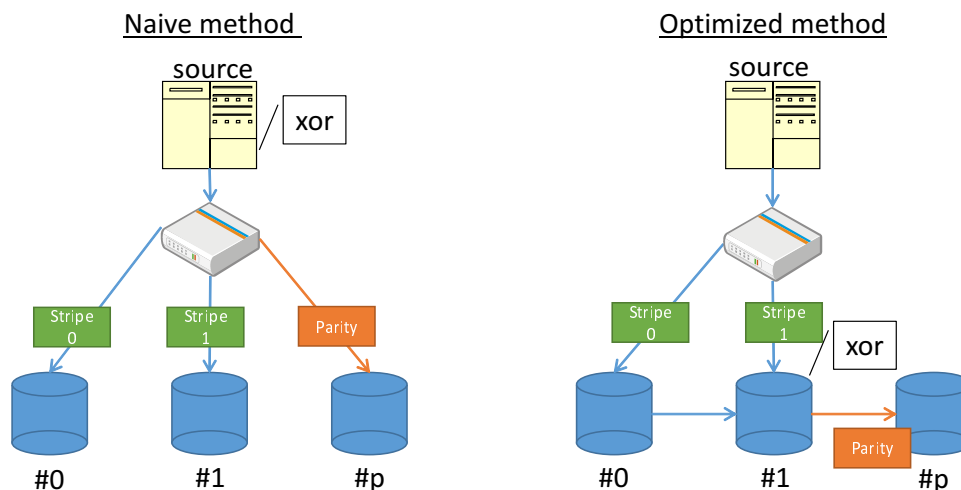 Naive method
source
xor
Stripe
0
Stripe
1
Parity
#0
#1
#p
Optimized method
source
Stripe
0
Stripe
1
xor
Parity
#0
#1
#p